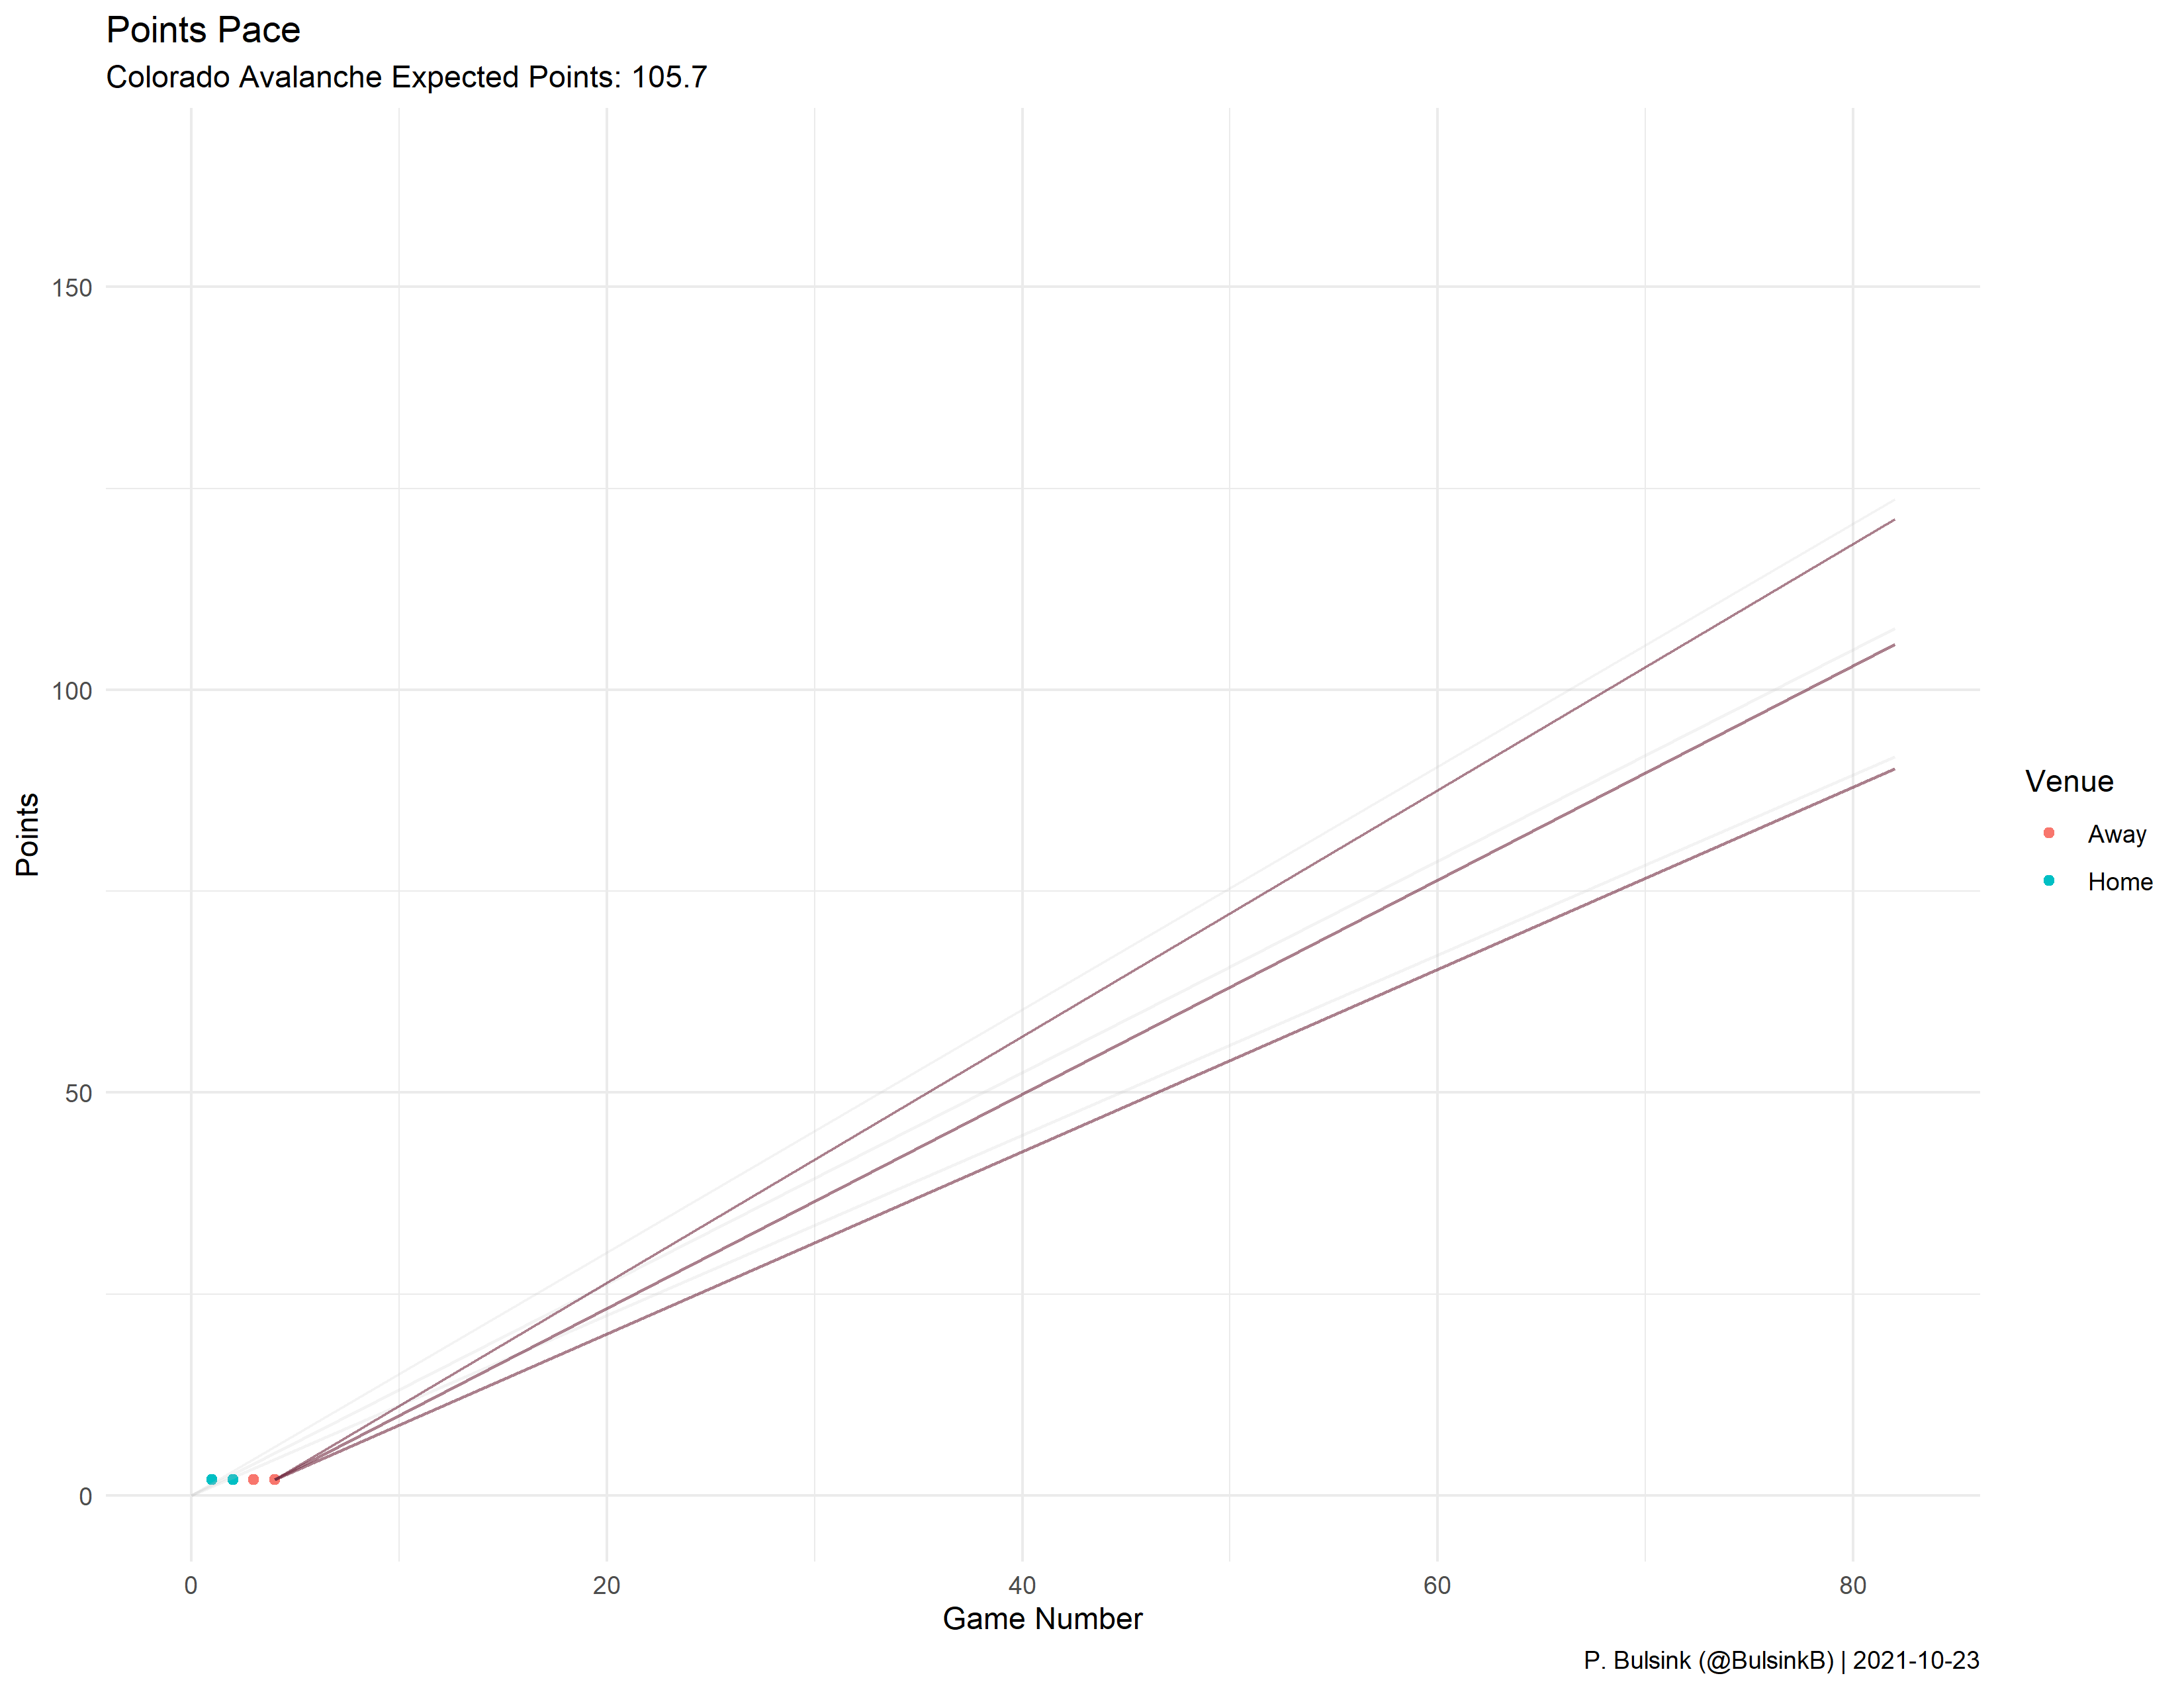 Points Pace
Colorado Avalanche Expected Points: 105.7
150
100
50
0
Points
0 20 40 60 80
Game Number
Venue
Away
Home
P. Bulsink (@BulsinkB) | 2021-10-23